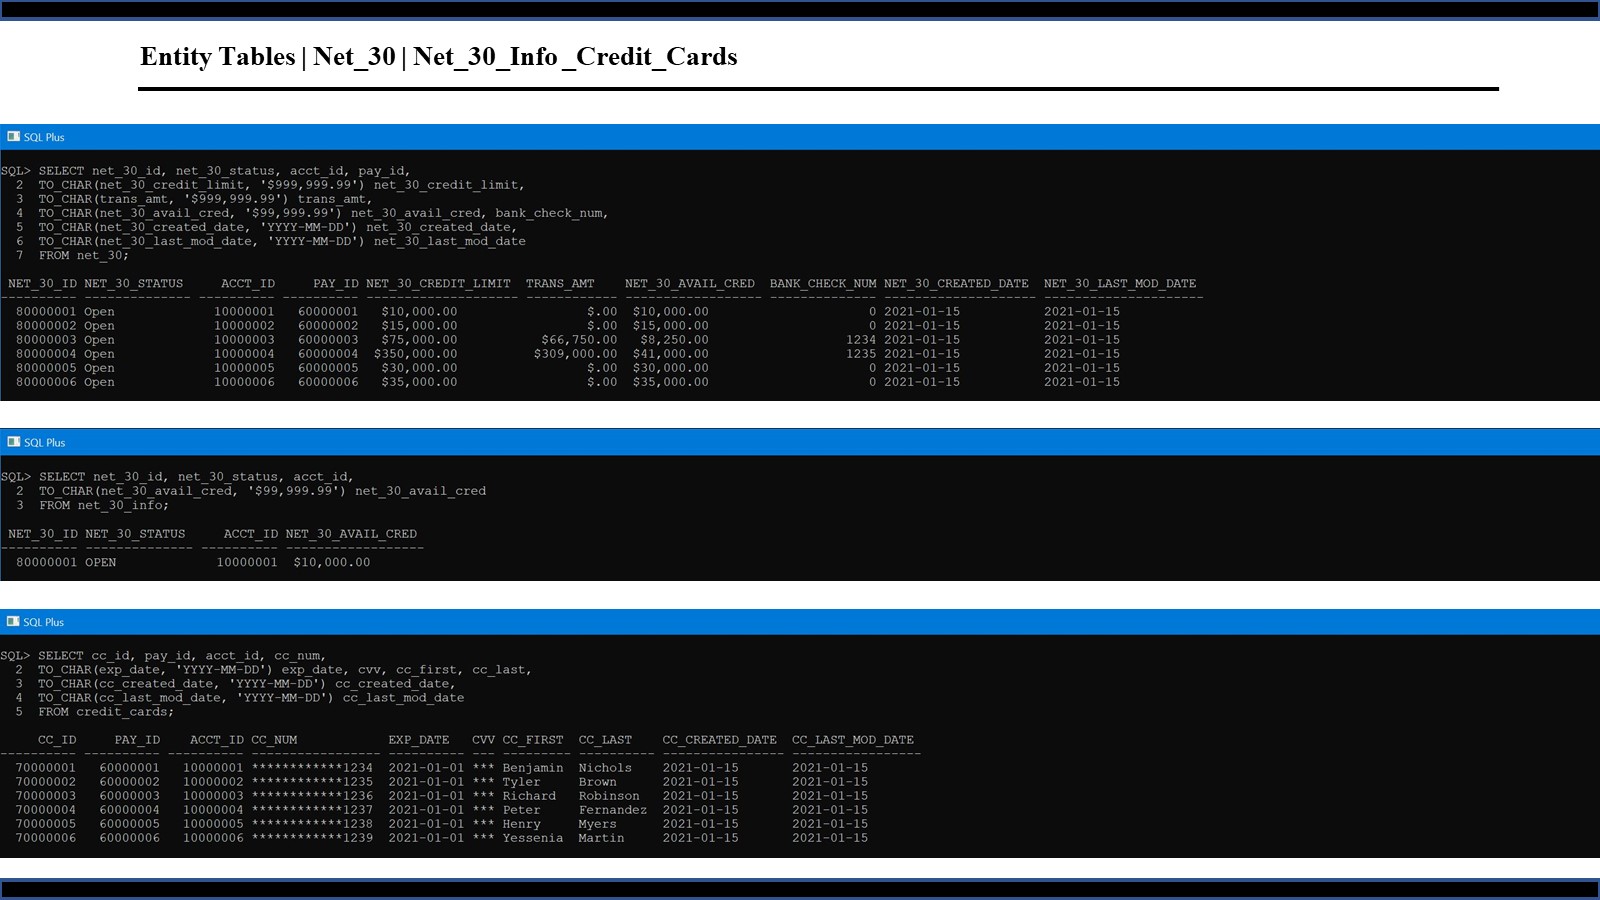 Entity Tables | Net_30 | Net_30_Info_Credit_Cards
SQL Plus
SQL> SELECT net_30_id, net_30_status, acct_id, pay_id,
2 TO_CHAR(net_30_credit_limit, '$999,999.99') net_30_credit_limit,
3 TO_CHAR(trans_amt, '$999,999.99') trans_amt,
4 TO_CHAR(net_30_avail_cred, '$99,999.99') net_30_avail_cred, bank_check_num,
5 TO_CHAR(net_30_created_date, 'YYYY-MM-DD') net_30_created_date,
6 TO_CHAR(net_30_last_mod_date, 'YYYY-MM-DD') net_30_last_mod_date
7 FROM net_30;
NET_30_ID NET_30_STATUS ACCT_ID PAY_ID NET_30_CREDIT_LIMIT TRANS_AMT NET_30_AVAIL_CRED BANK_CHECK_NUM NET_30_CREATED_DATE NET_30_LAST_MOD_DATE
80000001 Open 10000001 60000001 $10,000.00 $.00 $10,000.00 0 2021-01-15 2021-01-15
80000002 Open 10000002 60000002 $15,000.00 $.00 $15,000.00 0 2021-01-15 2021-01-15
80000003 Open 10000003 60000003 $75,000.00 $66,750.00 $8,250.00 1234 2021-01-15 2021-01-15
80000004 Open 10000004 60000004 $350,000.00 $309,000.00 $41,000.00 1235 2021-01-15 2021-01-15
80000005 Open 10000005 60000005 $30,000.00 $.00 $30,000.00 0 2021-01-15 2021-01-15
80000006 Open 10000006 60000006 $35,000.00 $.00 $35,000.00 0 2021-01-15 2021-01-15
SQL Plus
SQL> SELECT net_30_id, net_30_status, acct_id,
2 TO_CHAR(net_30_avail_cred, '$99,999.99') net_30_avail_cred
3 FROM net_30_info;
NET_30_ID NET_30_STATUS ACCT_ID NET_30_AVAIL_CRED
80000001 OPEN 10000001 $10,000.00
SQL Plus
SQL> SELECT cc_id, pay_id, acct_id, cc_num,
2 TO_CHAR(exp_date, 'YYYY-MM-DD') exp_date, cvv, cc_first, cc_last,
3 TO_CHAR(cc_created_date, 'YYYY-MM-DD') cc_created_date,
4 TO_CHAR(cc_last_mod_date, 'YYYY-MM-DD') cc_last_mod_date
5 FROM credit_cards;
CC_ID PAY_ID ACCT_ID CC_NUM EXP_DATE CVV CC_FIRST CC_LAST CC_CREATED_DATE CC_LAST_MOD_DATE
70000001 60000001 10000001 ************1234 2021-01-01 *** Benjamin Nichols 2021-01-15 2021-01-15
70000002 60000002 10000002 ************1235 2021-01-01 *** Tyler Brown 2021-01-15 2021-01-15
70000003 60000003 10000003 ************1236 2021-01-01 *** Richard Robinson 2021-01-15 2021-01-15
70000004 60000004 10000004 ************1237 2021-01-01 *** Peter Fernandez 2021-01-15 2021-01-15
70000005 60000005 10000005 ************1238 2021-01-01 *** Henry Myers 2021-01-15 2021-01-15
70000006 60000006 10000006 ************1239 2021-01-01 *** Yessenia Martin 2021-01-15 2021-01-15